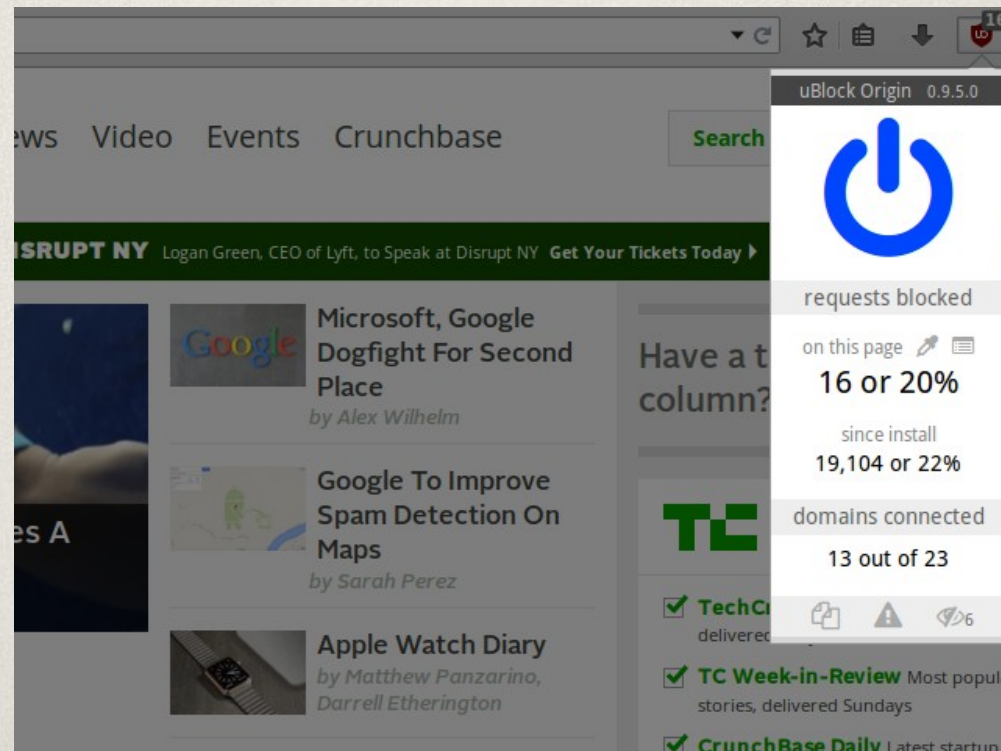 Video Events Crunchbase
Search
DISRUPT NY Logan Green, CEO of Lyft, to Speak at Disrupt NY Get Your Tickets Today
Google
Microsoft, Google
Dogfight For Second
Place
by Alex Wilhelm
Google To Improve
Spam Detection On
Maps
by Sarah Perez
Apple Watch Diary
by Matthew Panzarino,
Darrell Etherington
es A
Have a t
column?
TC
TechCr
delivered
TC Week-in-Review Most popul
stories, delivered Sundays
CrunchBase Daily Latest startup
uBlock Origin 0.9.5.0
requests blocked
on this page
16 or 20%
since install
19,104 or 22%
domains connected
13 out of 23
6